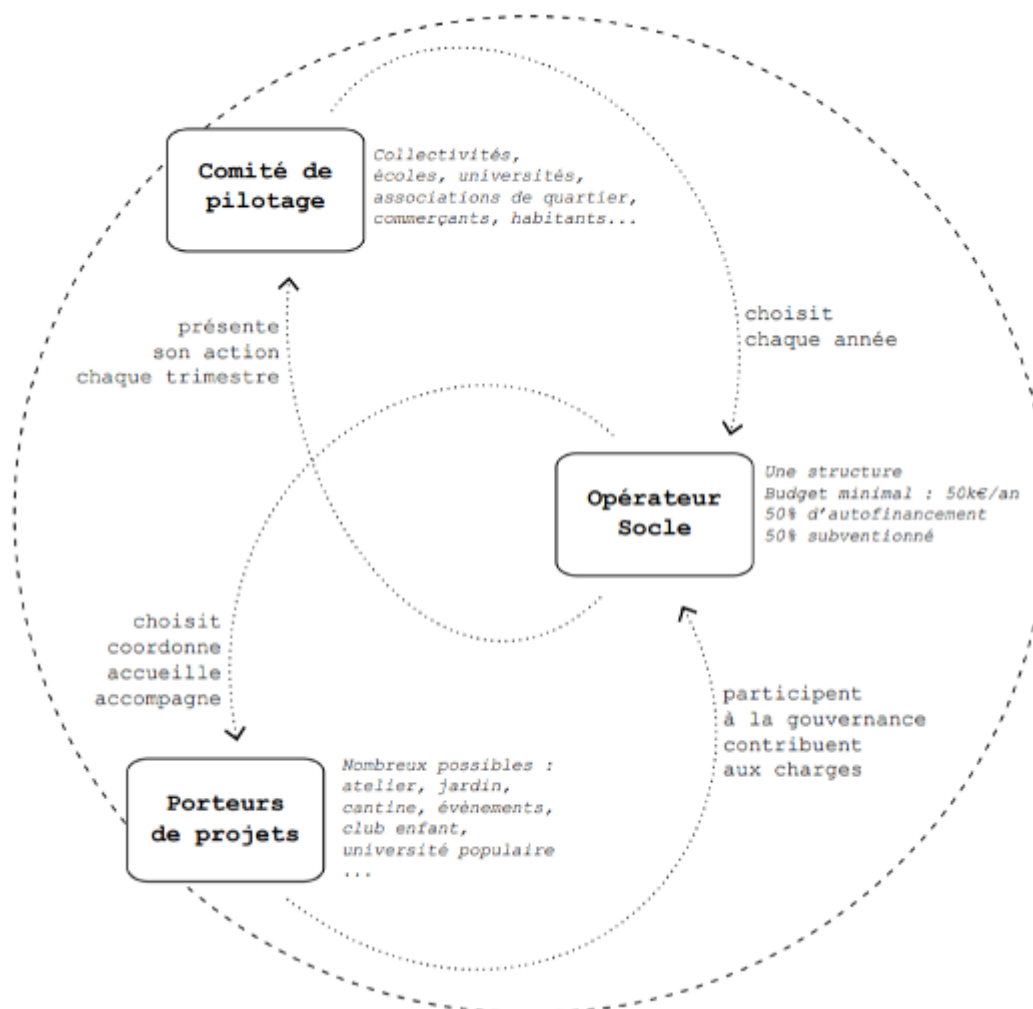 Comité de
pilotage
Collectivités,
écoles, universités,
associations de quartier,
commerçants, habitants...
présente
son action
chaque trimestre
choisit
chaque année
Opérateur
Socle
Une structure
Budget minimal : 50k€/an
50% d'autofinancement
50% subventionné
choisit
coordonne
accueille
accompagne
participent
à la gouvernance
contribuent
aux charges
Porteurs
de projets
Nombreux possibles :
atelier, jardin,
cantine, évènements,
club enfant,
université populaire
...